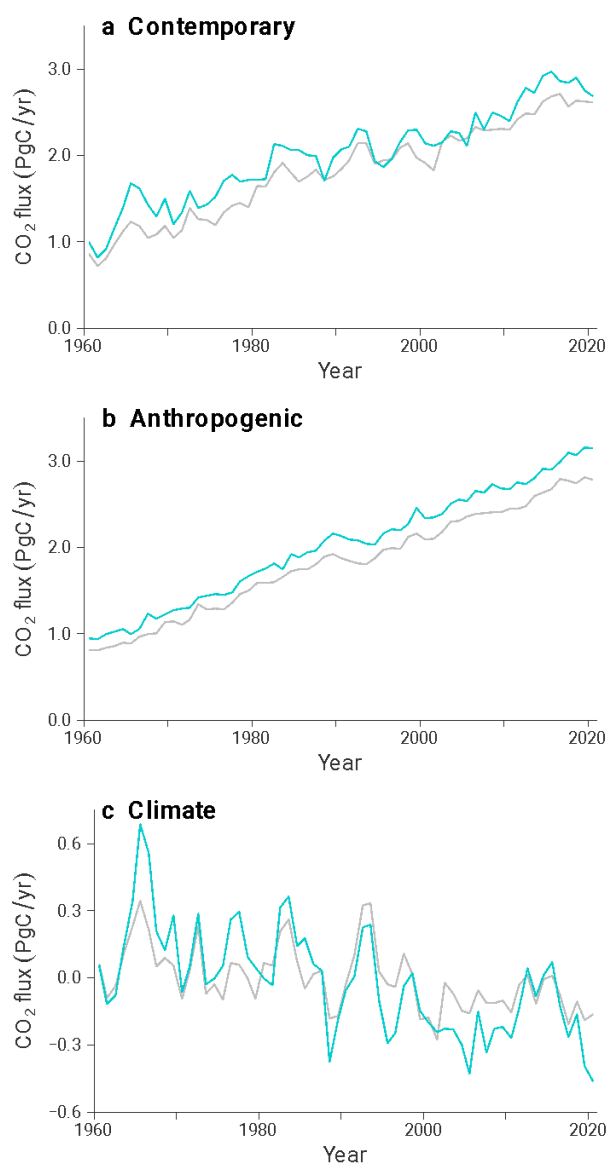 a Contemporary
3.0
2.0
1.0
0.0
CO₂ flux (PgC/yr)
1960 1980 2000 2020
Year
b Anthropogenic
3.0
2.0
1.0
0.0
CO₂ flux (PgC/yr)
1960 1980 2000 2020
Year
c Climate
0.6
0.3
0.0
−0.3
−0.6
CO₂ flux (PgC/yr)
1960 1980 2000 2020
Year